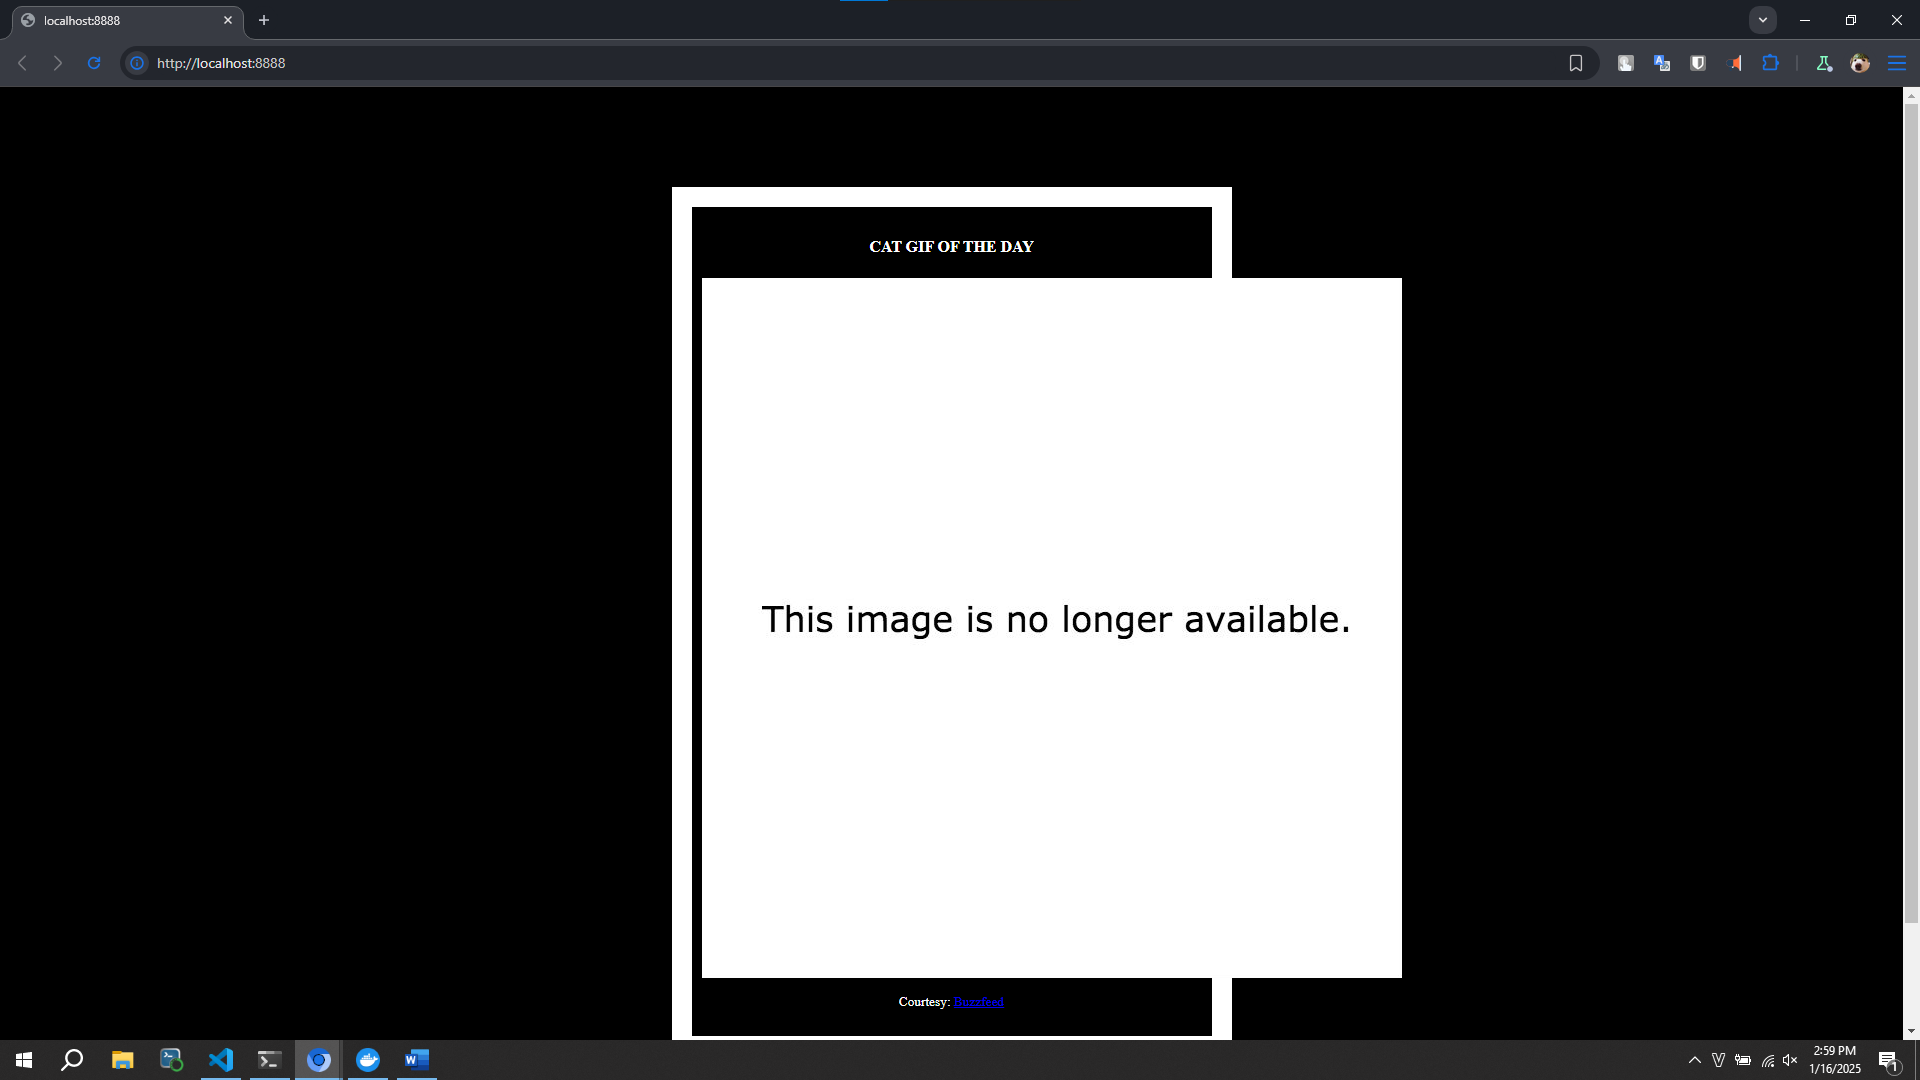 localhost:8888
http://localhost:8888
CAT GIF OF THE DAY
This image is no longer available.
Courtesy: Buzzfeed
2:59 PM
1/16/2025
1